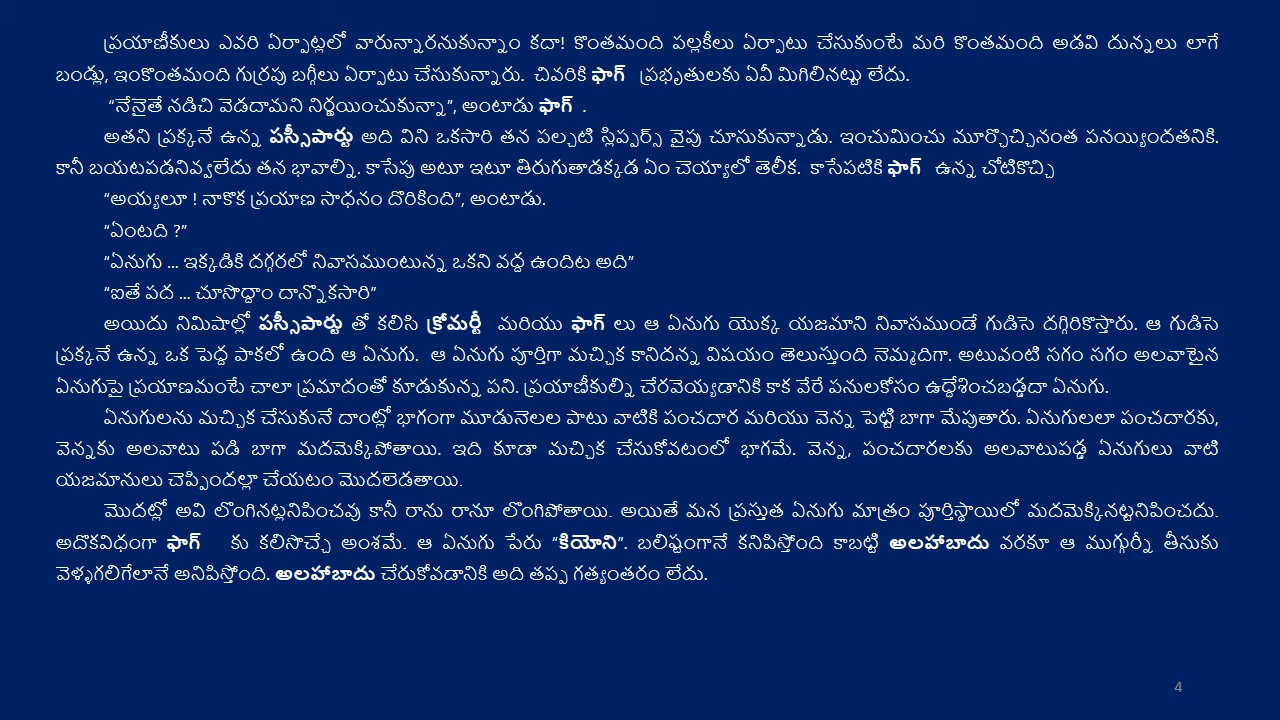 ప్రయాణీకులు ఎవరి ఏర్పాట్లలో వారున్నారనుకున్నాం కదా! కొంతమంది పల్లకీలు ఏర్పాటు చేసుకుంటే మరి కొంతమంది అడవి దున్నలు లాగే
బండ్లు, ఇంకొంతమంది గుర్రపు బగ్గీలు ఏర్పాటు చేసుకున్నారు. చివరికి ఫాగ్ ప్రభృతులకు ఏవీ మిగిలినట్టు లేదు.
“నేనైతే నడిచి వెడదామని నిర్ణయించుకున్నా”, అంటాడు ఫాగ్ .
అతని ప్రక్కనే ఉన్న పస్సీపార్టు అది విని ఒకసారి తన పల్చటి స్లిప్పర్స్ వైపు చూసుకున్నాడు. ఇంచుమించు మూర్ఛొచ్చినంత పనయ్యిందతనికి.
కానీ బయటపడనివ్వలేదు తన భావాల్ని. కాసేపు అటూ ఇటూ తిరుగుతాడక్కడ ఏం చెయ్యాలో తెలీక. కాసేపటికి ఫాగ్ ఉన్న చోటికొచ్చి
“అయ్యలూ ! నాకొక ప్రయాణ సాధనం దొరికింది”, అంటాడు.
“ఏంటది ?”
“ఏనుగు ... ఇక్కడికి దగ్గరలో నివాసముంటున్న ఒకని వద్ద ఉందిట అది”
“ఐతే పద ... చూసొద్దాం దాన్నొకసారి”
అయిదు నిమిషాల్లో పస్సీపార్టు తో కలిసి క్రోమర్టీ మరియు ఫాగ్ లు ఆ ఏనుగు యొక్క యజమాని నివాసముండే గుడిసె దగ్గిరికొస్తారు. ఆ గుడిసె
ప్రక్కనే ఉన్న ఒక పెద్ద పాకలో ఉంది ఆ ఏనుగు. ఆ ఏనుగు పూర్తిగా మచ్చిక కానిదన్న విషయం తెలుస్తుంది నెమ్మదిగా. అటువంటి సగం సగం అలవాటైన
ఏనుగుపై ప్రయాణమంటే చాలా ప్రమాదంతో కూడుకున్న పని. ప్రయాణీకుల్ని చేరవెయ్యడానికి కాక వేరే పనులకోసం ఉద్దేశించబడ్డదా ఏనుగు.
ఏనుగులను మచ్చిక చేసుకునే దాంట్లో భాగంగా మూడునెలల పాటు వాటికి పంచదార మరియు వెన్న పెట్టి బాగా మేపుతారు. ఏనుగులలా పంచదారకు,
వెన్నకు అలవాటు పడి బాగా మదమెక్కిపోతాయి. ఇది కూడా మచ్చిక చేసుకోవటంలో భాగమే. వెన్న, పంచదారలకు అలవాటుపడ్డ ఏనుగులు వాటి
యజమానులు చెప్పిందల్లా చేయటం మొదలెడతాయి.
మొదట్లో అవి లొంగినట్లనిపించవు కానీ రాను రానూ లొంగిపోతాయి. అయితే మన ప్రస్తుత ఏనుగు మాత్రం పూర్తిస్థాయిలో మదమెక్కినట్టనిపించదు.
అదొకవిధంగా ఫాగ్ కు కలిసొచ్చే అంశమే. ఆ ఏనుగు పేరు “కియోని”. బలిష్టంగానే కనిపిస్తోంది కాబట్టి అలహాబాదు వరకూ ఆ ముగ్గుర్నీ తీసుకు
వెళ్ళగలిగేలానే అనిపిస్తోంది. అలహాబాదు చేరుకోవడానికి అది తప్ప గత్యంతరం లేదు.
4